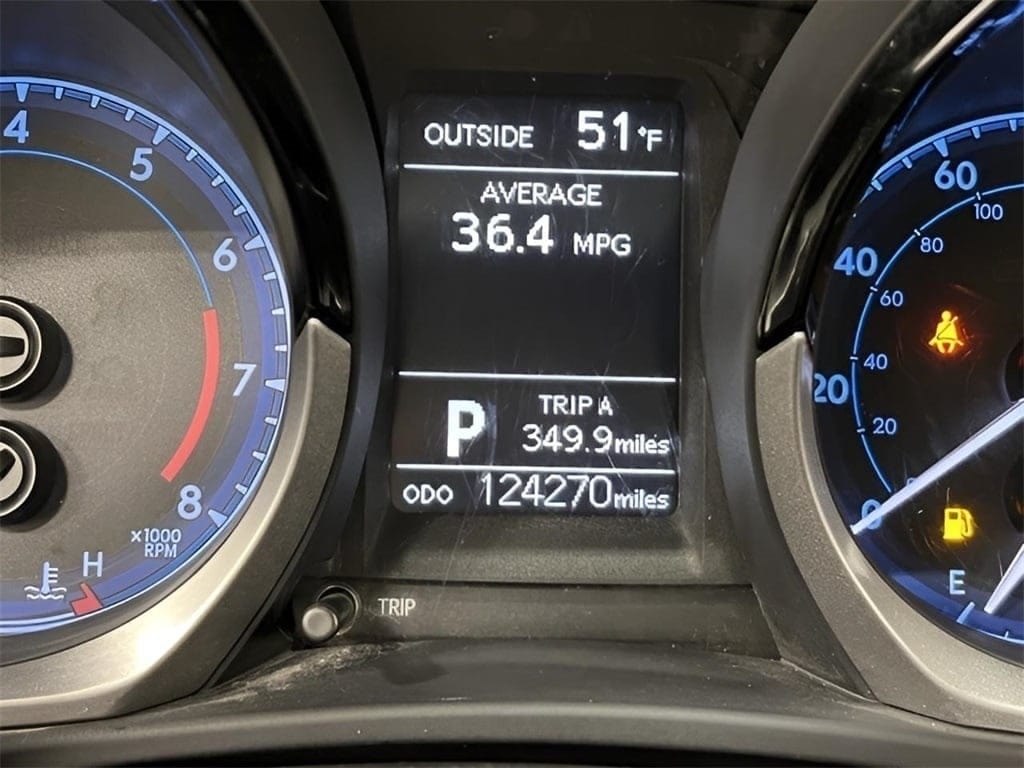 4
5
6
7
8
x1000
RPM
H
OUTSIDE 51°F
AVERAGE
36.4 MPG
P
TRIP A
349.9 miles
ODO 124270 miles
TRIP
60
100
80
40
60
40
20
20
0
E